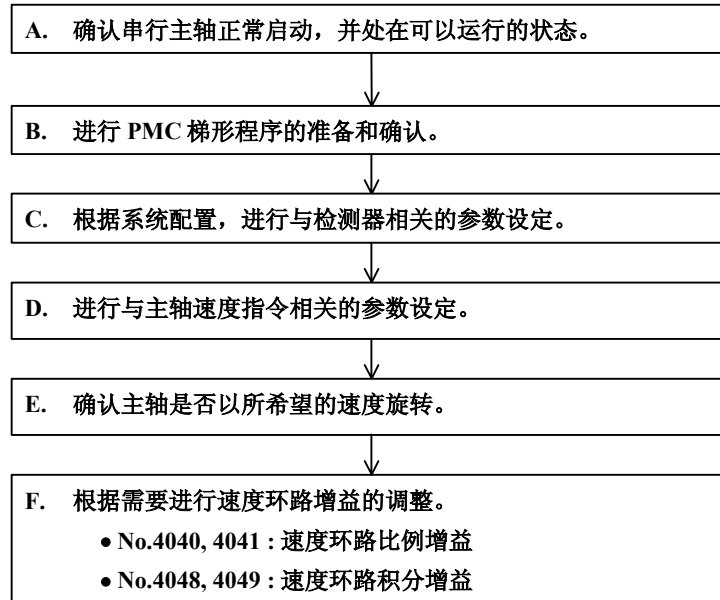 A. 确认串行主轴正常启动，并处在可以运行的状态。
B. 进行 PMC 梯形程序的准备和确认。
C. 根据系统配置，进行与检测器相关的参数设定。
D. 进行与主轴速度指令相关的参数设定。
E. 确认主轴是否以所希望的速度旋转。
F. 根据需要进行速度环路增益的调整。
● No.4040, 4041 : 速度环路比例增益
● No.4048, 4049 : 速度环路积分增益